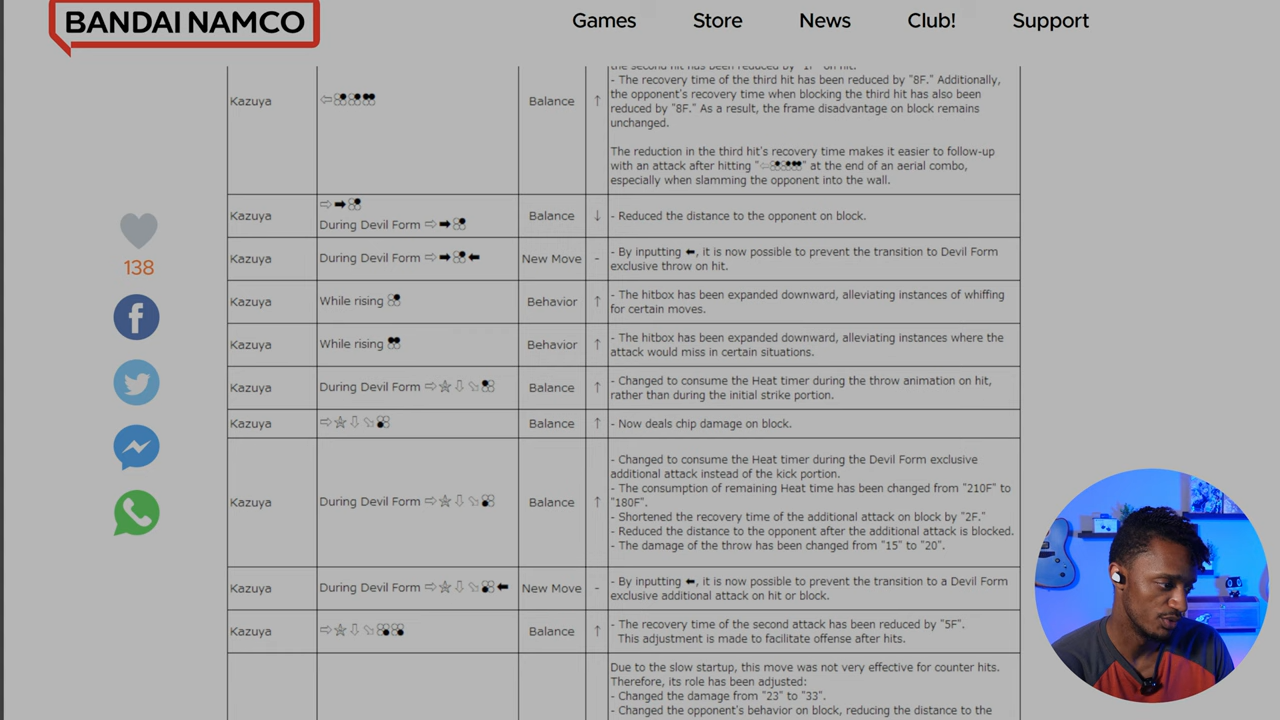 BANDAI NAMCO
Games Store News Club! Support
138
the second hit has been reduced by "1F" on hit.
Kazuya
Balance ↑
- The recovery time of the third hit has been reduced by "8F." Additionally,
the opponent's recovery time when blocking the third hit has also been
reduced by "8F." As a result, the frame disadvantage on block remains
unchanged.
The reduction in the third hit's recovery time makes it easier to follow-up
with an attack after hitting " " at the end of an aerial combo,
especially when slamming the opponent into the wall.
Kazuya
⇨ ➡
During Devil Form ⇨ ➡
Balance ↓
- Reduced the distance to the opponent on block.
Kazuya
During Devil Form ⇨ ➡ ⬅
New Move -
- By inputting ⬅, it is now possible to prevent the transition to Devil Form
exclusive throw on hit.
Kazuya
While rising
Behavior ↑
- The hitbox has been expanded downward, alleviating instances of whiffing
for certain moves.
Kazuya
While rising
Behavior ↑
- The hitbox has been expanded downward, alleviating instances where the
attack would miss in certain situations.
Kazuya
During Devil Form ⇨ ☆ ⇩
Balance ↑
- Changed to consume the Heat timer during the throw animation on hit,
rather than during the initial strike portion.
Kazuya
⇨ ☆ ⇩
Balance ↑
- Now deals chip damage on block.
Kazuya
During Devil Form ⇨ ☆ ⇩
Balance ↑
- Changed to consume the Heat timer during the Devil Form exclusive
additional attack instead of the kick portion.
- The consumption of remaining Heat time has been changed from "210F" to
"180F".
- Shortened the recovery time of the additional attack on block by "2F."
- Reduced the distance to the opponent after the additional attack is blocked.
- The damage of the throw has been changed from "15" to "20".
Kazuya
During Devil Form ⇨ ☆ ⇩ ⬅
New Move -
- By inputting ⬅, it is now possible to prevent the transition to a Devil Form
exclusive additional attack on hit or block.
Kazuya
⇨ ☆ ⇩
Balance ↑
- The recovery time of the second attack has been reduced by "5F".
This adjustment is made to facilitate offense after hits.
Due to the slow startup, this move was not very effective for counter hits.
Therefore, its role has been adjusted:
- Changed the damage from "23" to "33".
- Changed the opponent's behavior on block, reducing the distance to the